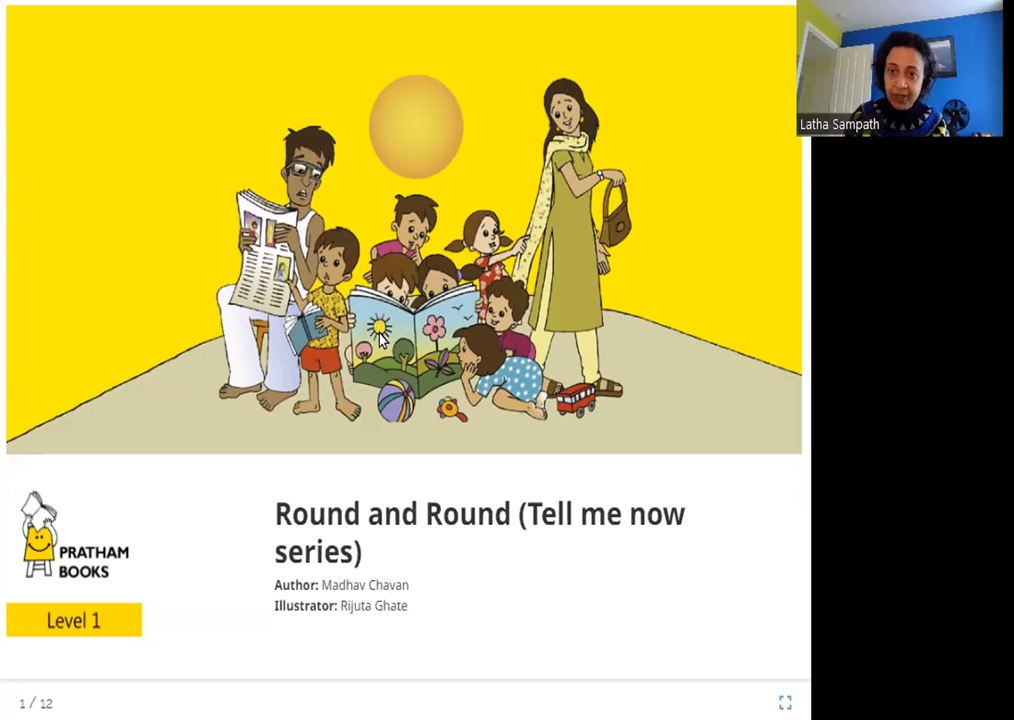 Latha Sampath
Round and Round (Tell me now
series)
Author: Madhav Chavan
Illustrator: Rijuta Ghate
PRATHAM
BOOKS
Level 1
1 / 12